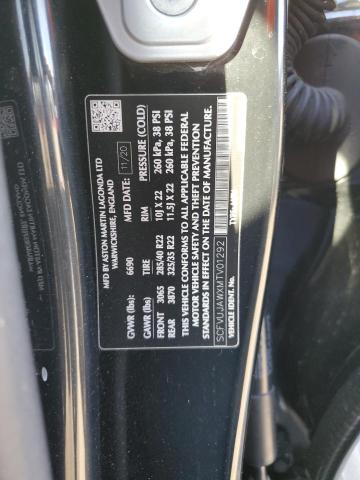 MFD BY ASTON MARTIN LAGONDA LTD
WARWICKSHIRE, ENGLAND
MFD DATE: 11/20
GVWR (lbs): 6690
GAWR (lbs) TIRE RIM PRESSURE (COLD)
FRONT 3065 285/40 R22 10J X 22 260 kPa, 38 PSI
REAR 3870 325/35 R22 11.5J X 22 260 kPa, 38 PSI
THIS VEHICLE CONFORMS TO ALL APPLICABLE FEDERAL
MOTOR VEHICLE SAFETY AND THEFT PREVENTION
STANDARDS IN EFFECT ON THE DATE OF MANUFACTURE.
SCFVUJAWXMTV01292
VEHICLE IDENT. No.